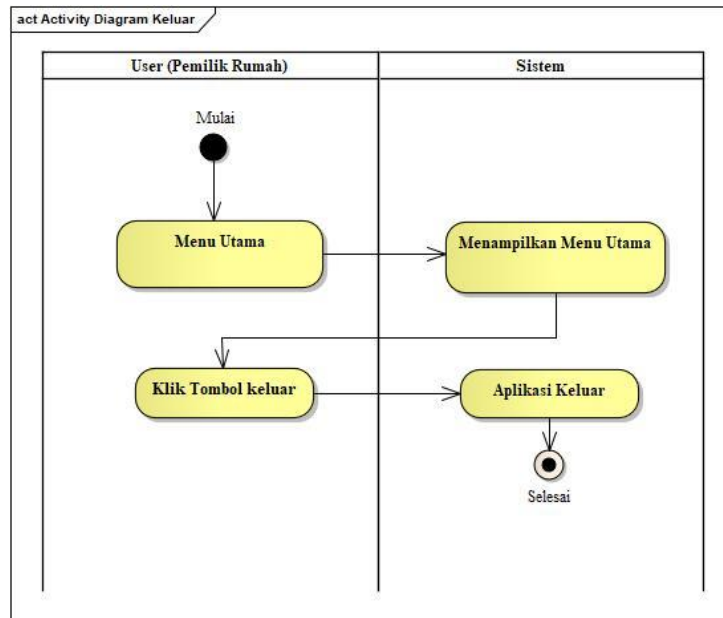 act Activity Diagram Keluar
User (Pemilik Rumah)
Sistem
Mulai
Menu Utama
Menampilkan Menu Utama
Klik Tombol keluar
Aplikasi Keluar
Selesai